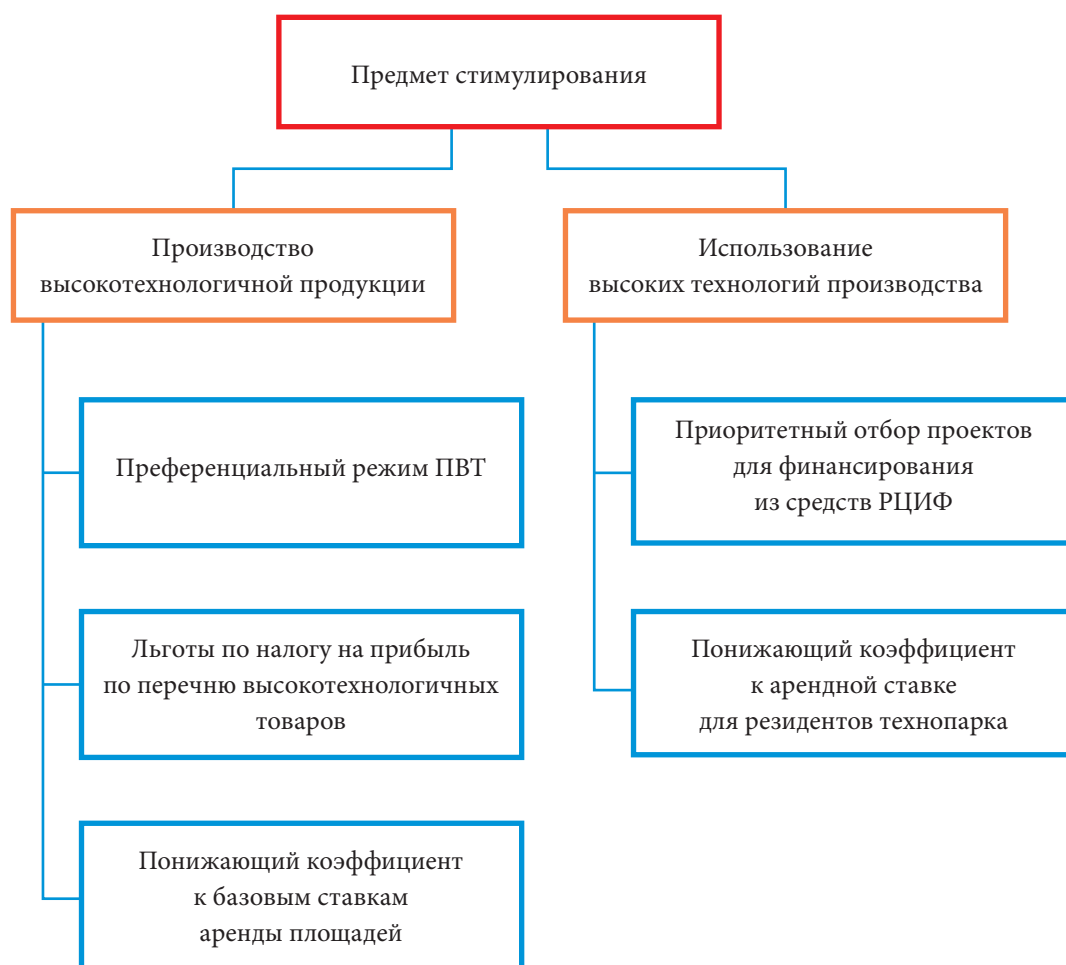 Предмет стимулирования
Производство
высокотехнологичной продукции
Использование
высоких технологий производства
Преференциальный режим ПВТ
Льготы по налогу на прибыль
по перечню высокотехнологичных
товаров
Понижающий коэффициент
к базовым ставкам
аренды площадей
Приоритетный отбор проектов
для финансирования
из средств РЦИФ
Понижающий коэффициент
к арендной ставке
для резидентов технопарка